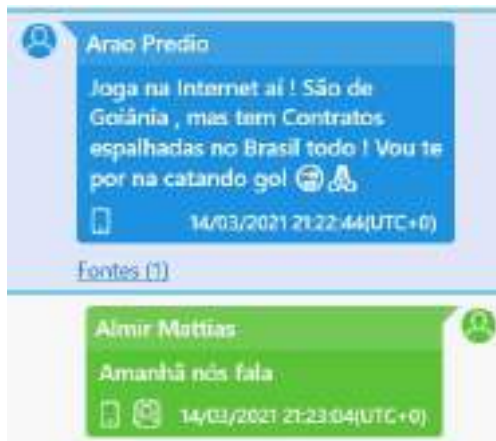 Arao Predio
Joga na Internet aí ! São de
Goiânia , mas tem Contratos
espalhadas no Brasil todo ! Vou te
por na catando gol 😂🙏
14/03/2021 21:22:44(UTC+0)
Fontes (1)
Almir Mattias
Amanhã nós fala
14/03/2021 21:23:04(UTC+0)